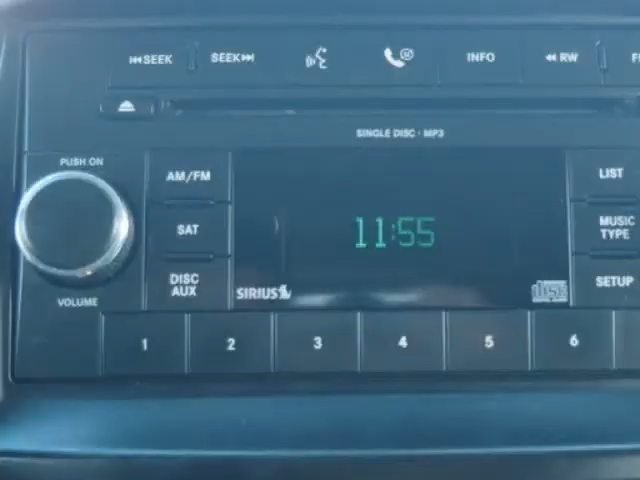 SEEK SEEK INFO RW
SINGLE DISC · MP3
PUSH ON
AM/FM LIST
SAT 11:55 MUSIC
TYPE
DISC
AUX SETUP
SIRIUS disc
VOLUME
1 2 3 4 5 6